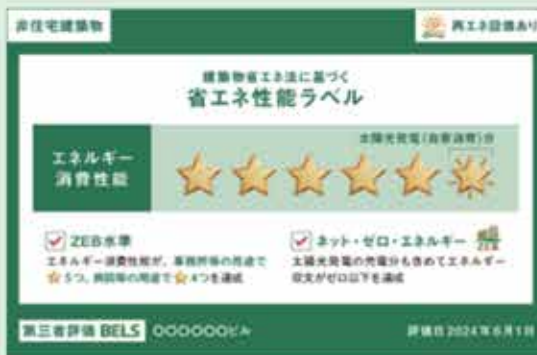 非住宅建築物
再エネ設備あり
建築物省エネ法に基づく
省エネ性能ラベル
太陽光発電(自家消費)分
エネルギー
消費性能
ZEB水準
エネルギー消費性能が、事務所等の用途で
5つ、病院等の用途で 4つを達成
ネット・ゼロ・エネルギー
太陽光発電の売電分も含めてエネルギー
収支がゼロ以下を達成
第三者評価 BELS 〇〇〇〇〇〇ビル
評価日2024年6月1日